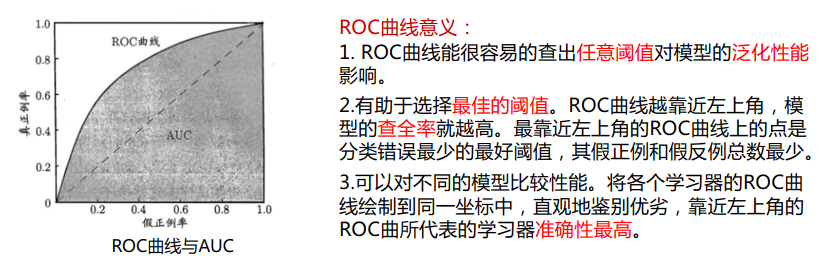 1.0
0.8
0.6
0.4
0.2
0
0.2
0.4
0.6
0.8
1.0
真正例率
假正例率
ROC曲线
AUC
ROC曲线与AUC
ROC曲线意义：
1. ROC曲线能很容易的查出任意阈值对模型的泛化性能
影响。
2.有助于选择最佳的阈值。ROC曲线越靠近左上角，模
型的查全率就越高。最靠近左上角的ROC曲线上的点是
分类错误最少的最好阈值，其假正例和假反例总数最少。
3.可以对不同的模型比较性能。将各个学习器的ROC曲
线绘制到同一坐标中，直观地鉴别优劣，靠近左上角的
ROC曲所代表的学习器准确性最高。